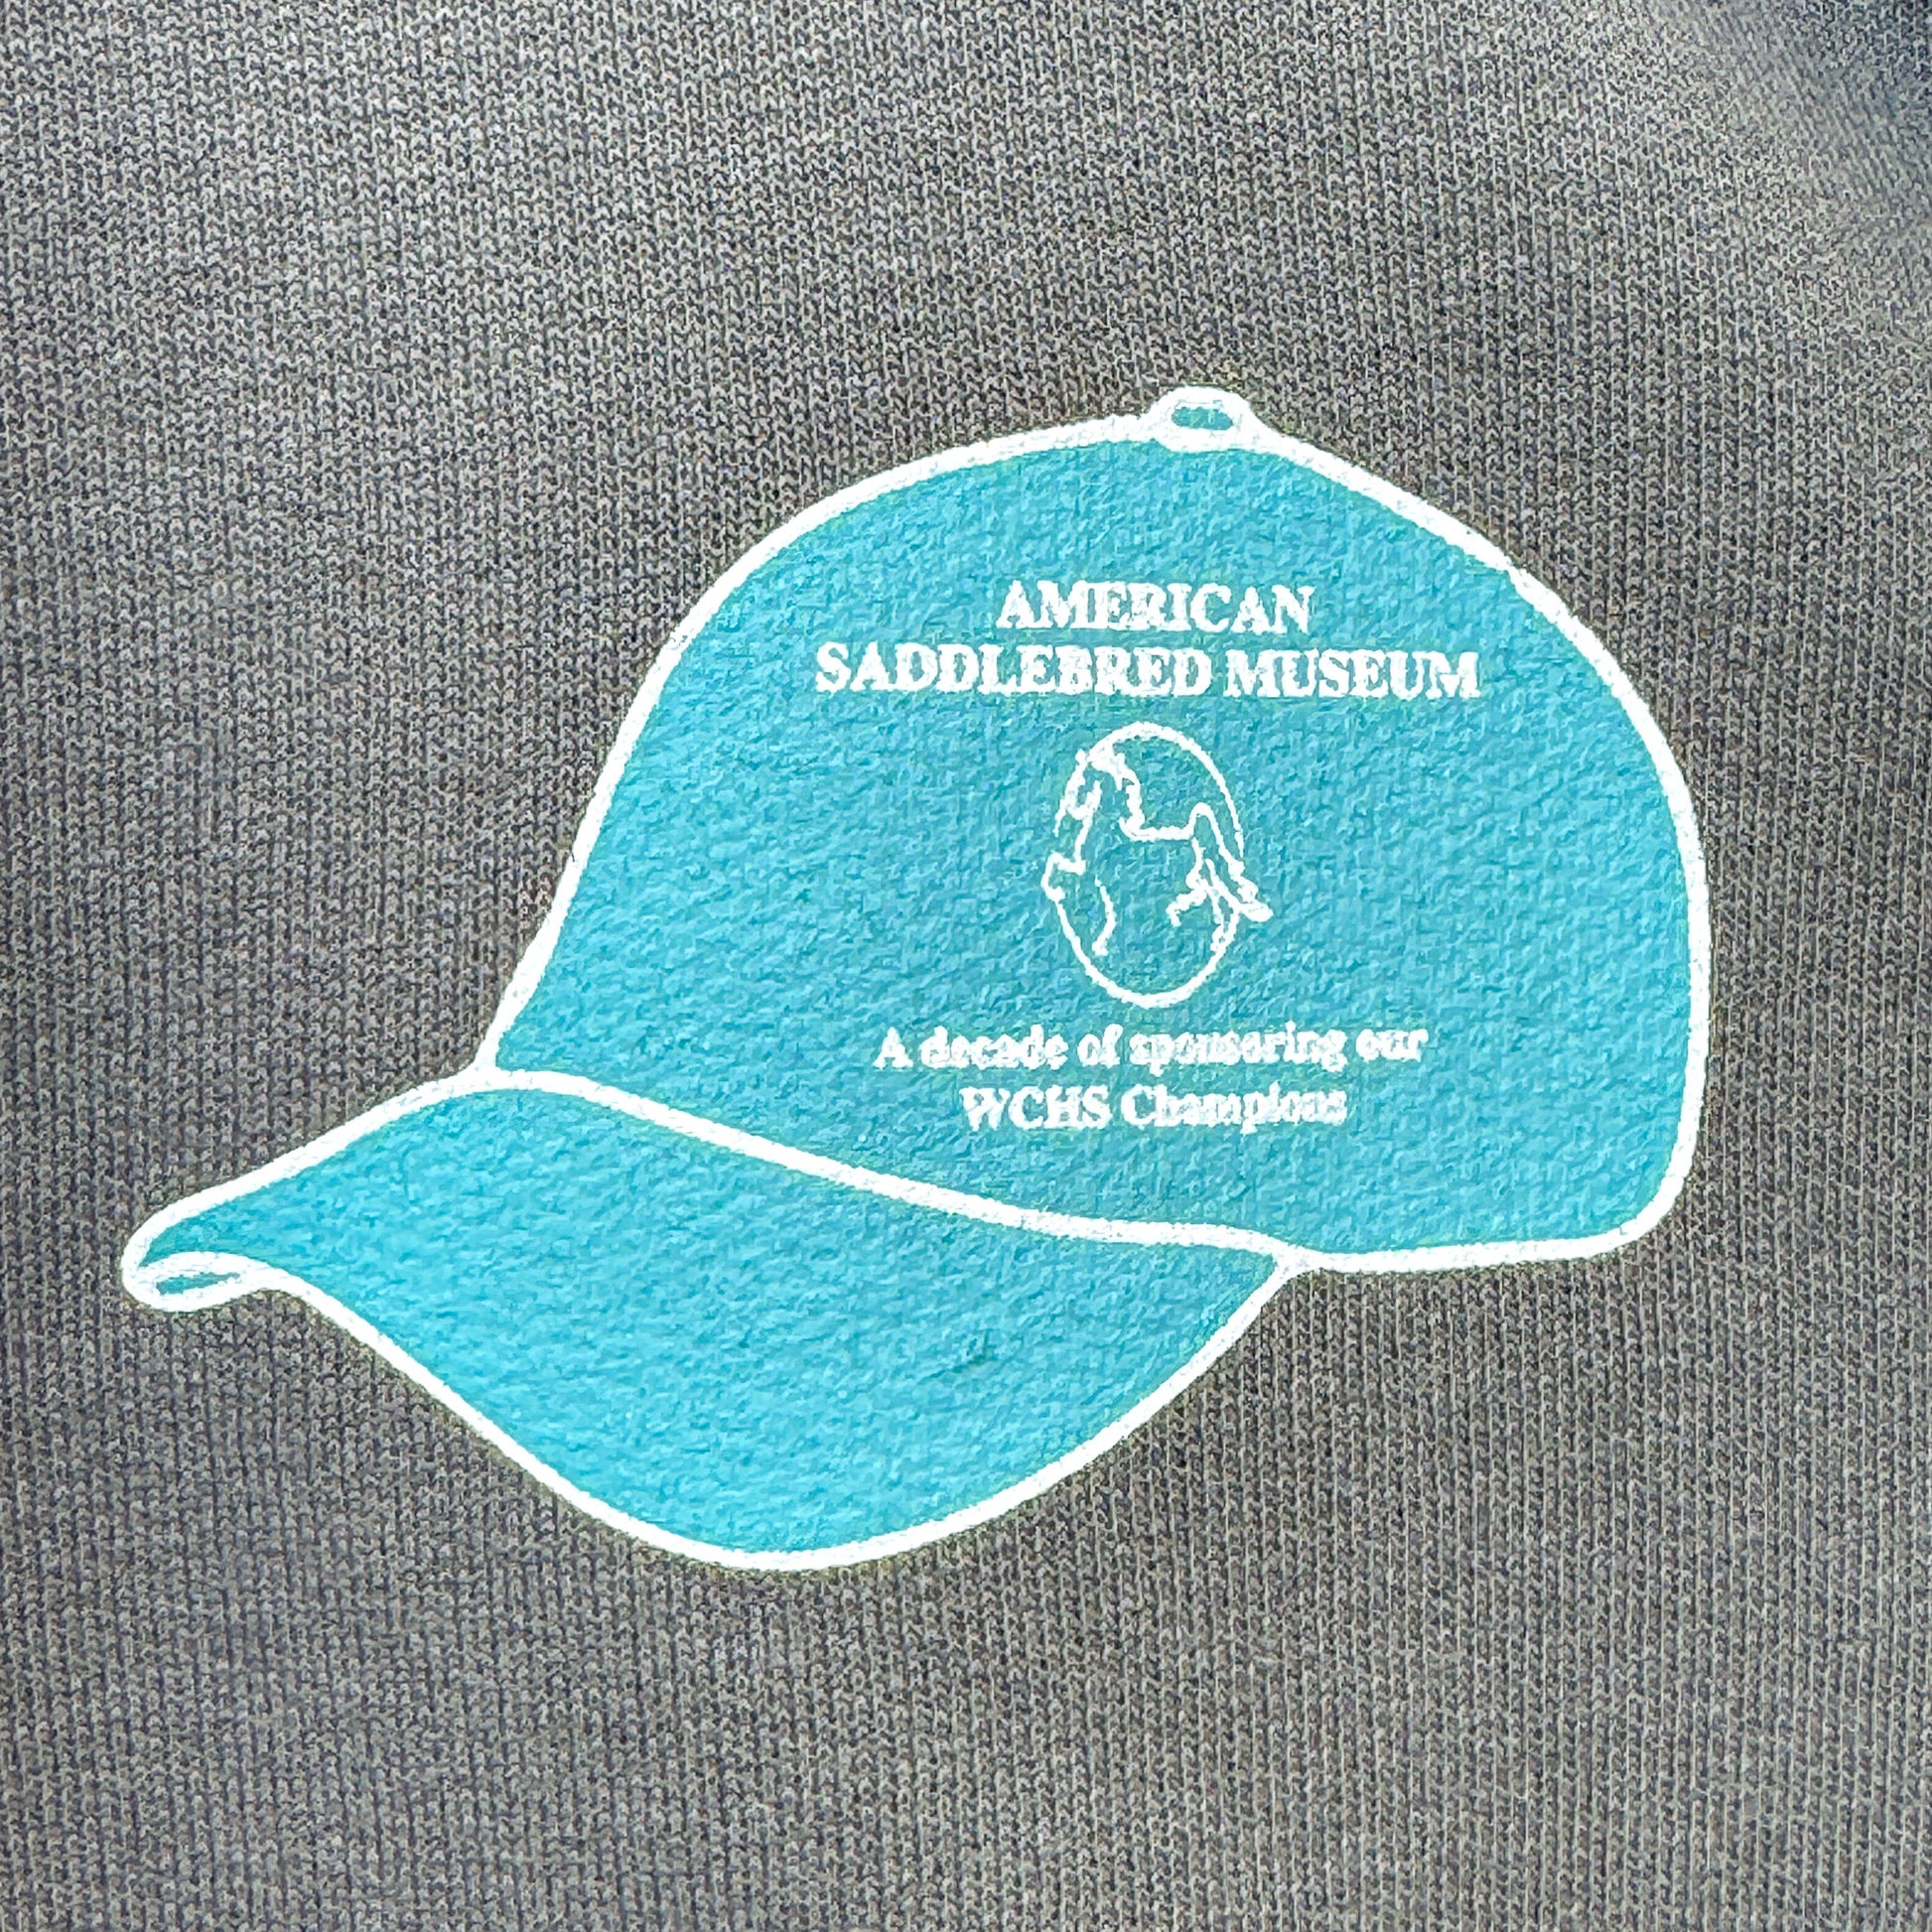 AMERICAN
SADDLEBRED MUSEUM
A decade of sponsoring our
WCHS Champions